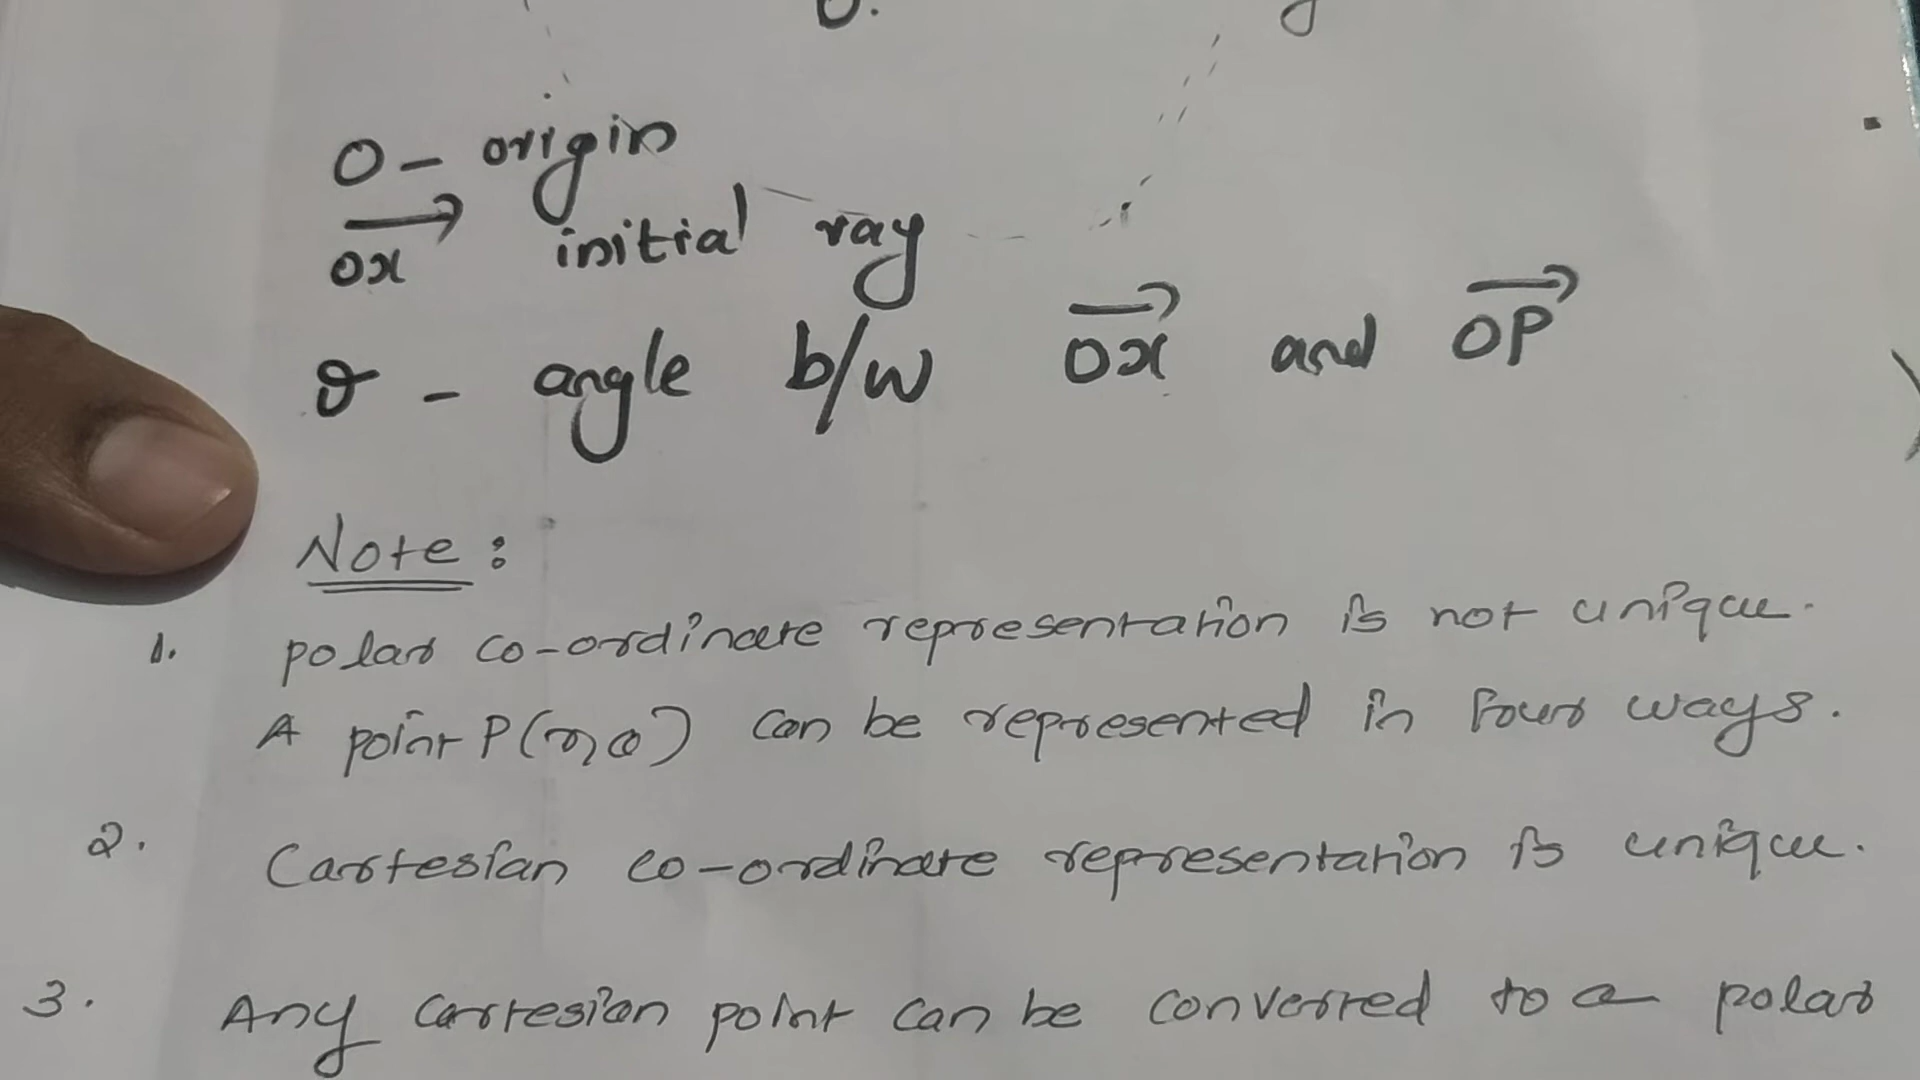 O - origin
→
ox initial ray
→ →
θ - angle b/w ox and OP
Note :
1. polar co-ordinate representation is not unique.
A point P(r,θ) can be represented in four ways.
2. Cartesian co-ordinate representation is unique.
3. Any cartesian point can be converted to a polar